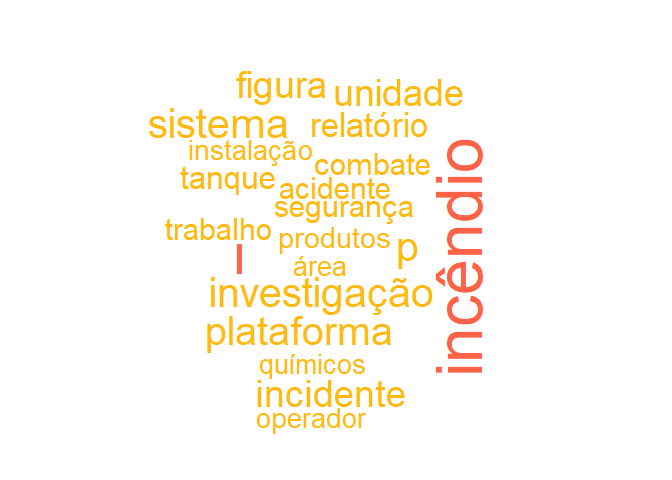 figura
unidade
sistema
relatório
instalação
combate
tanque
acidente
segurança
trabalho
produtos
p
l
área
investigação
incêndio
plataforma
químicos
incidente
operador